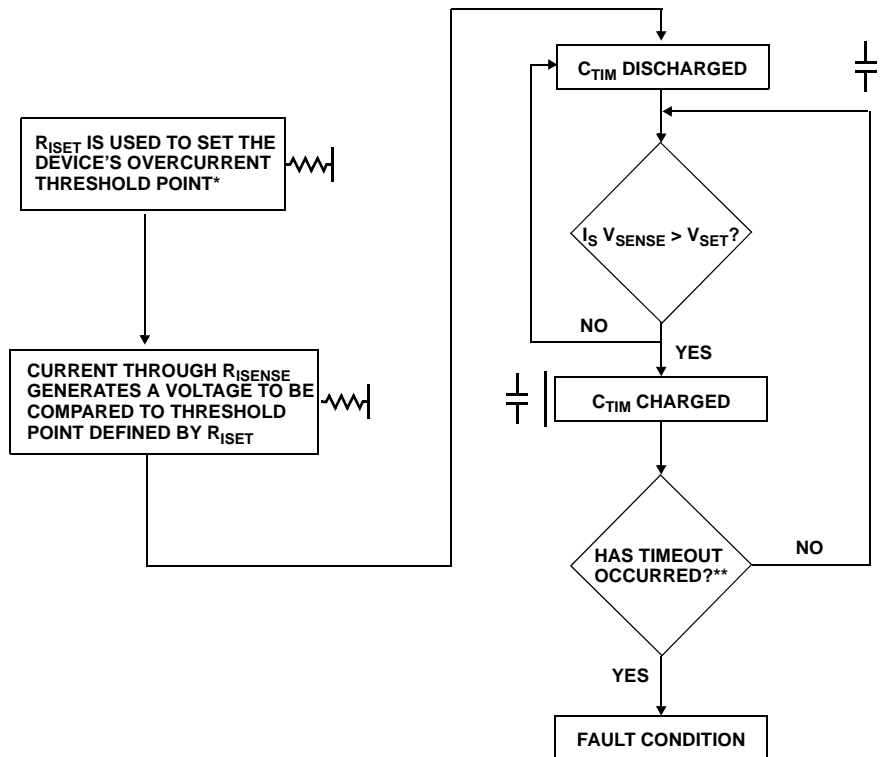 R_ISET IS USED TO SET THE
DEVICE'S OVERCURRENT
THRESHOLD POINT*
CURRENT THROUGH R_ISENSE
GENERATES A VOLTAGE TO BE
COMPARED TO THRESHOLD
POINT DEFINED BY R_ISET
C_TIM DISCHARGED
I_S V_SENSE > V_SET?
NO
YES
C_TIM CHARGED
HAS TIMEOUT
OCCURRED?**
NO
YES
FAULT CONDITION